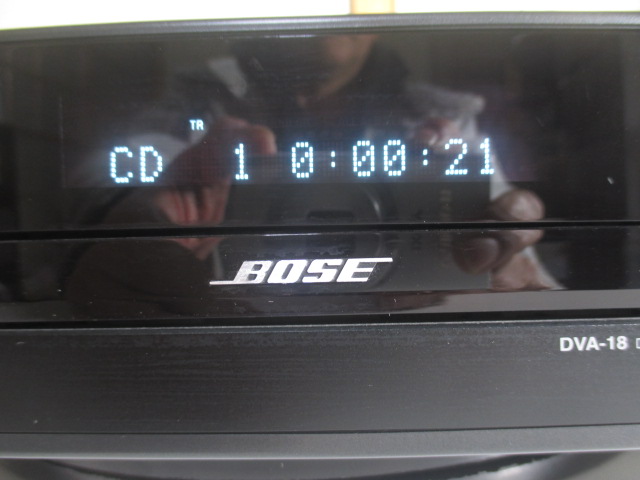 TR
CD 1 0:00:21
BOSE
DVA-18